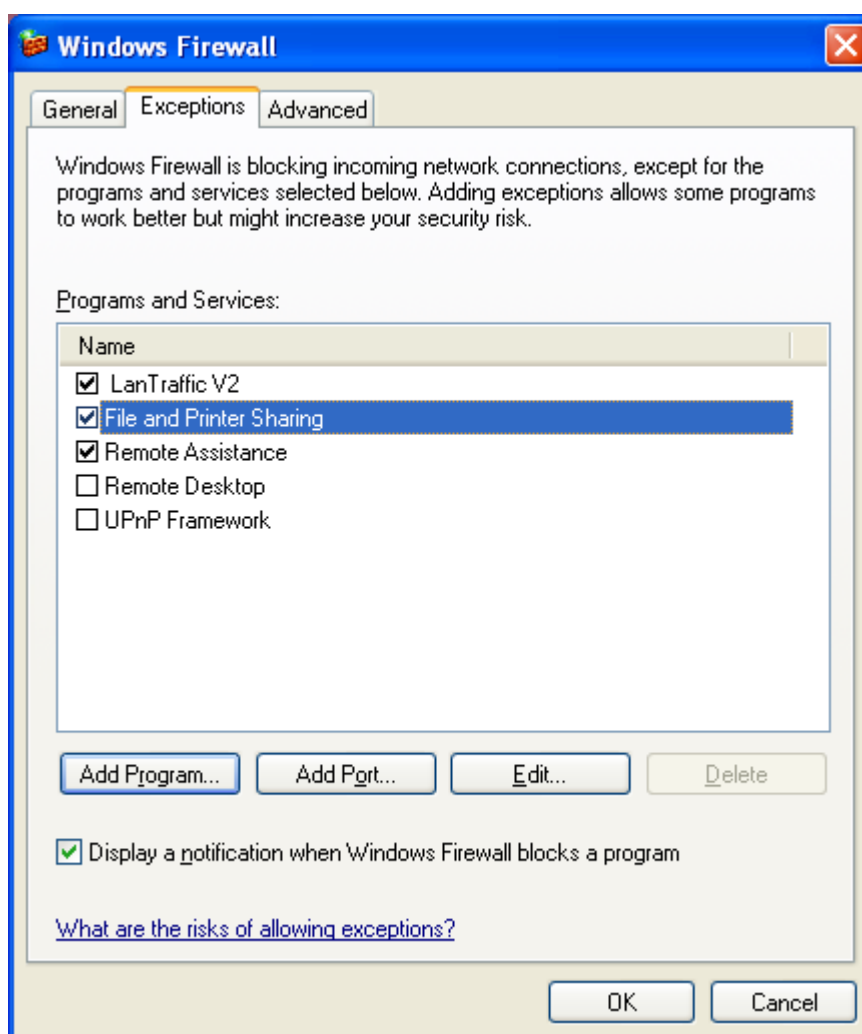 Windows Firewall
General Exceptions Advanced
Windows Firewall is blocking incoming network connections, except for the
programs and services selected below. Adding exceptions allows some programs
to work better but might increase your security risk.
Programs and Services:
Name
LanTraffic V2
File and Printer Sharing
Remote Assistance
Remote Desktop
UPnP Framework
Add Program... Add Port... Edit... Delete
Display a notification when Windows Firewall blocks a program
What are the risks of allowing exceptions?
OK Cancel